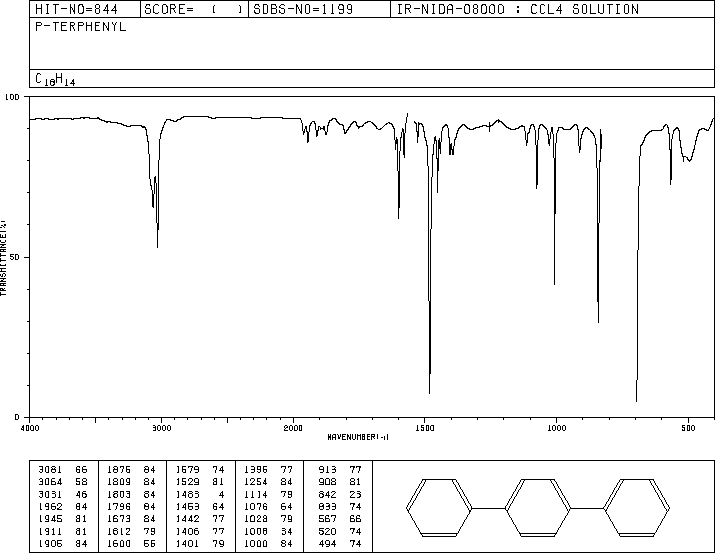 HIT-NO=844 SCORE= ( ) SDBS-NO=1199 IR-NIDA-08000 : CCL4 SOLUTION
P-TERPHENYL
C18H14
100
50
0
TRANSMITTANCE(%)
4000 3000 2000 1500 1000 500
WAVENUMBER(-1)
3081 66 1876 84 1579 74 1396 77 913 77
3064 58 1809 84 1529 81 1254 84 908 81
3031 46 1803 84 1483 4 1114 79 842 23
1962 84 1796 84 1453 64 1076 64 839 74
1945 81 1673 84 1442 77 1028 79 567 66
1911 81 1612 79 1406 77 1008 34 520 74
1905 84 1600 55 1401 79 1000 84 494 74